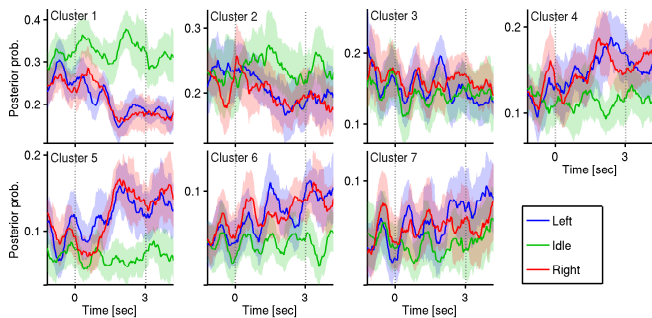 Cluster 1
Cluster 2
Cluster 3
Cluster 4
Posterior prob.
0.4
0.3
0.2
0.3
0.2
0.2
0.1
0.2
0.1
0
3
Time [sec]
Cluster 5
Cluster 6
Cluster 7
Posterior prob.
0.2
0.1
0.1
0.1
0
3
0
3
0
3
Time [sec]
Time [sec]
Time [sec]
Left
Idle
Right